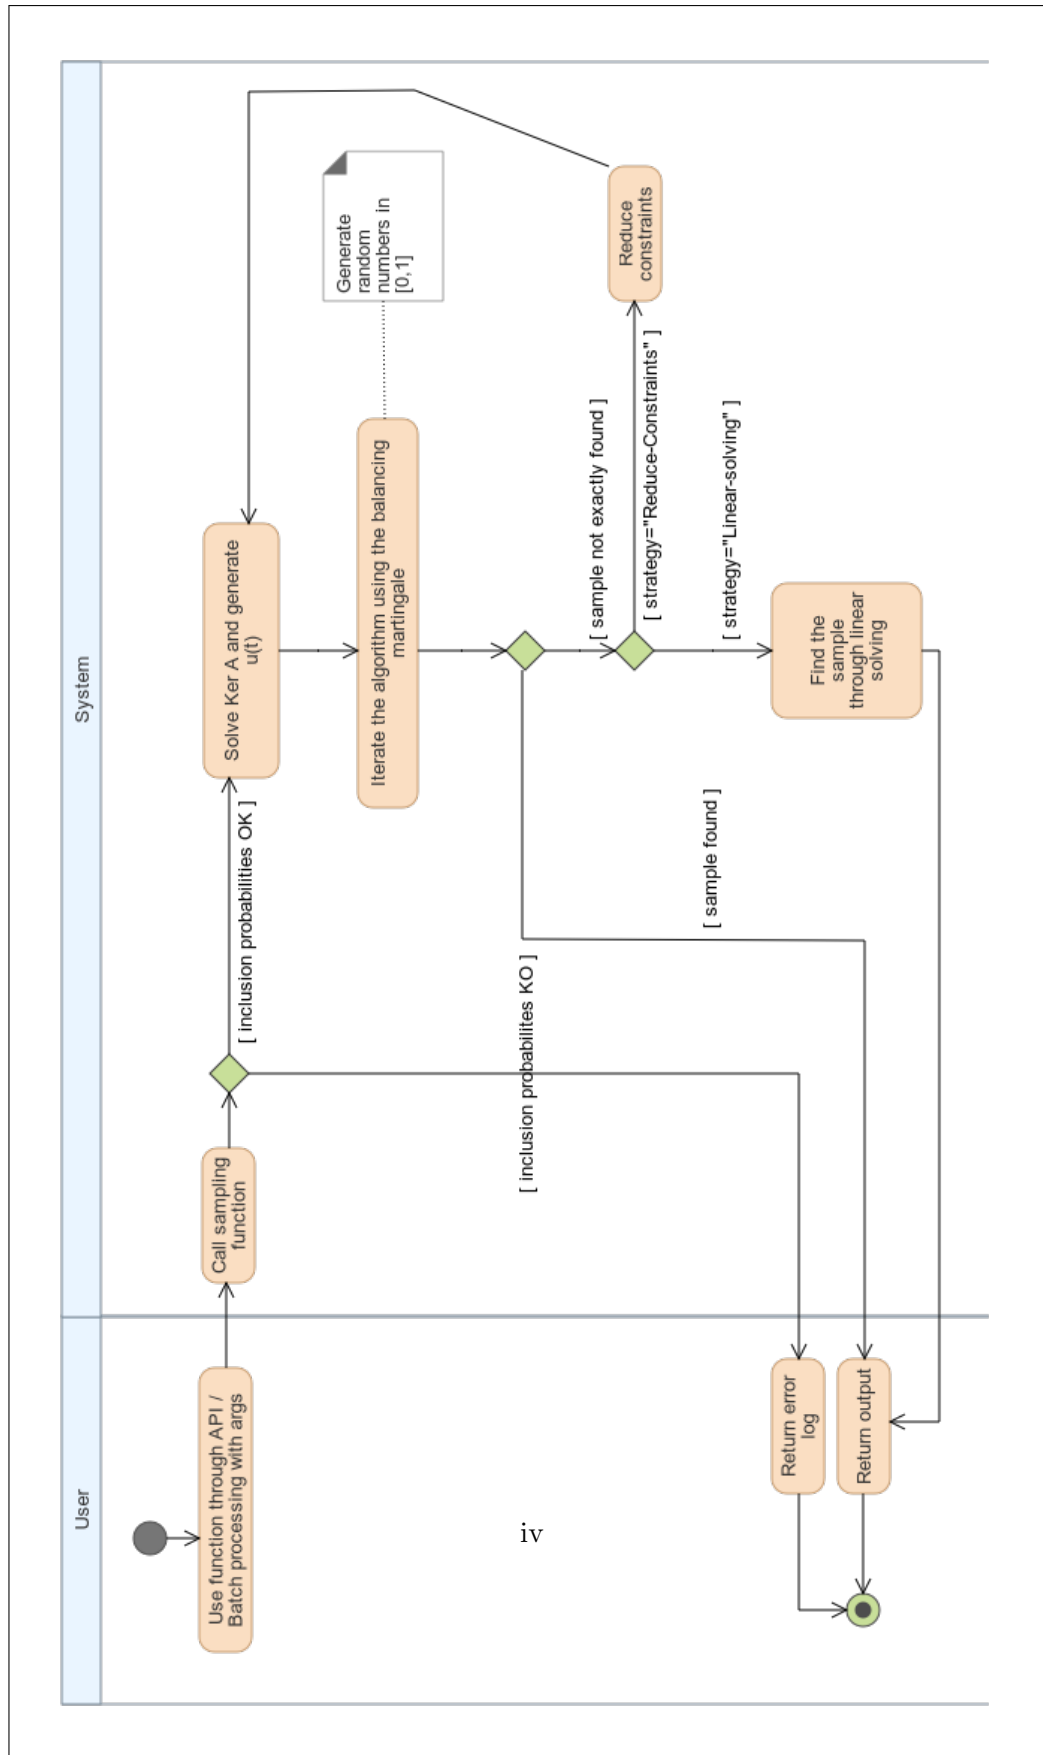 User
System
Use function through API /
Batch processing with args
Call sampling
function
[ inclusion probabilities OK ]
[ inclusion probabilites KO ]
Solve Ker A and generate
u(t)
Iterate the algorithm using the balancing
martingale
Generate
random
numbers in
[0,1]
[ sample not exactly found ]
[ sample found ]
[ strategy="Reduce-Constraints" ]
Reduce
constraints
[ strategy="Linear-solving" ]
Find the
sample
through linear
solving
Return error
log
Return output
iv